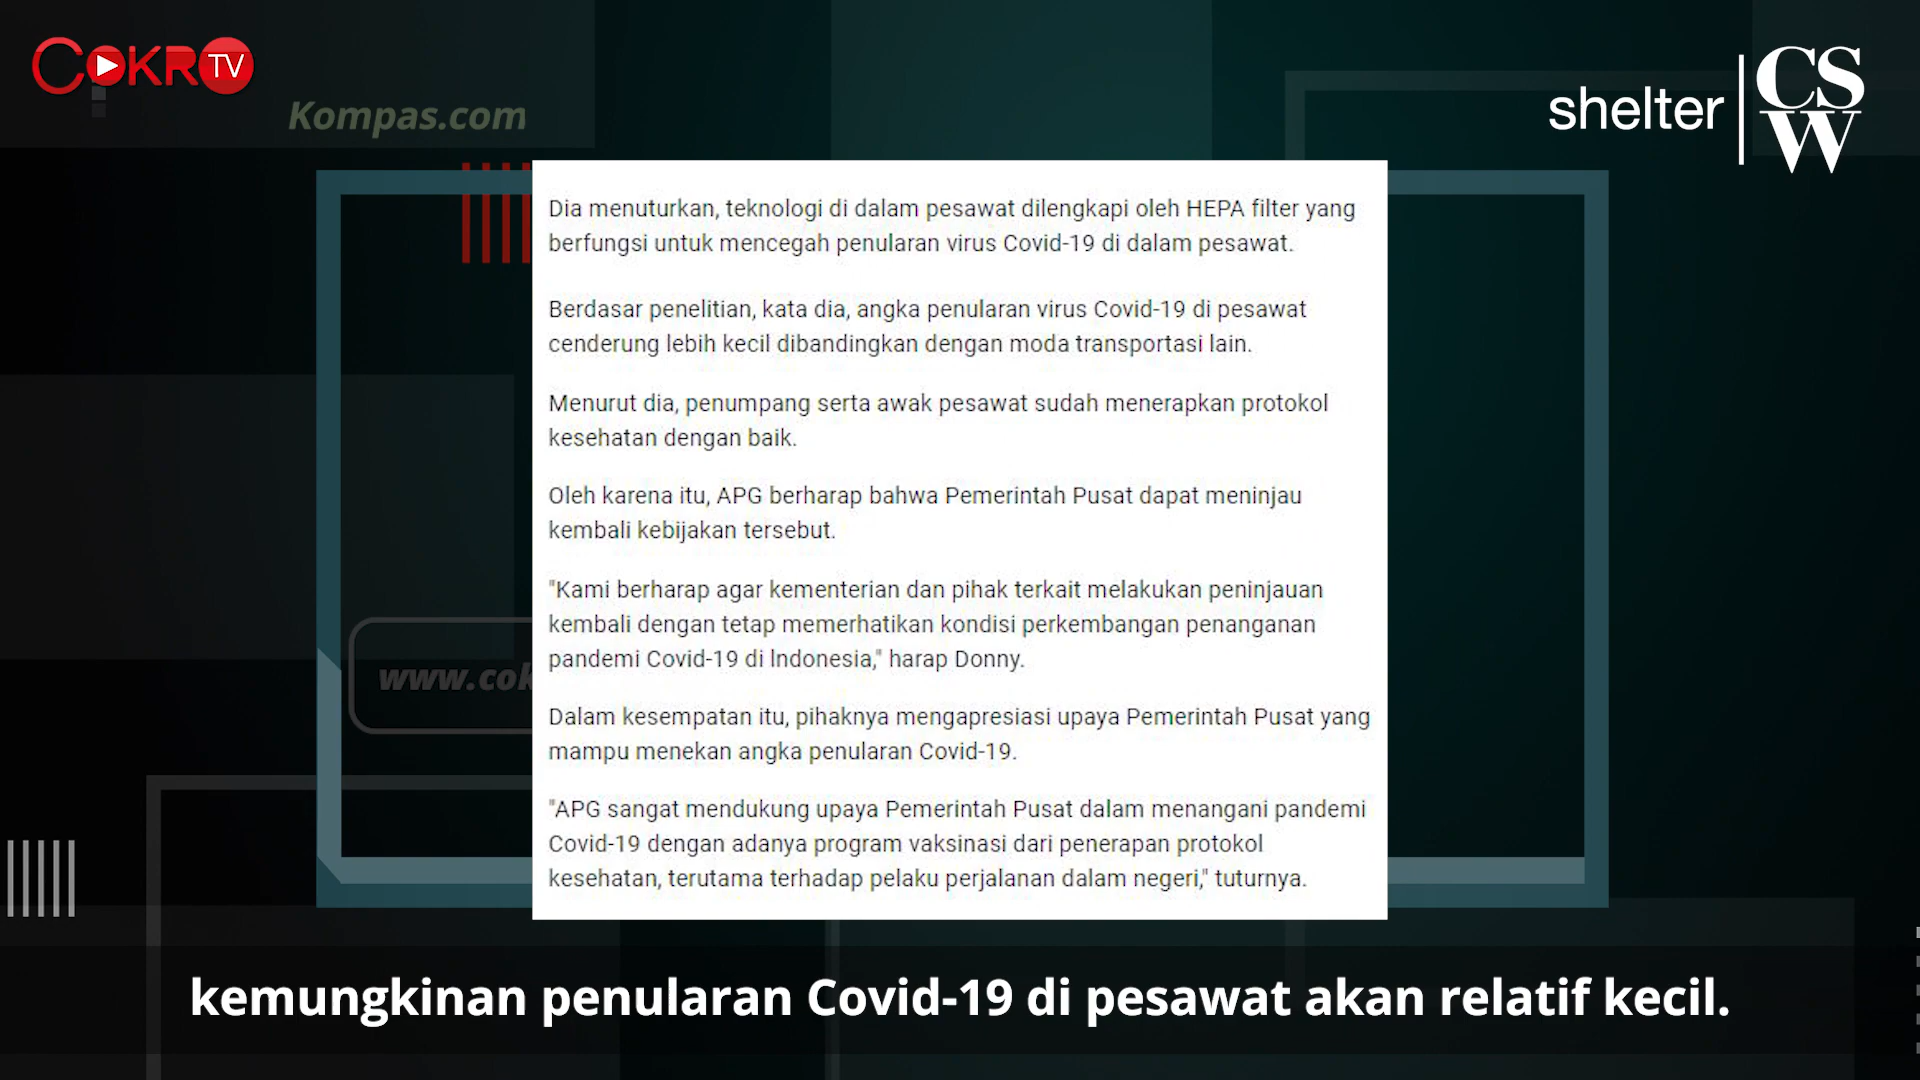 COKRO TV
Kompas.com
shelter
CSW
Dia menuturkan, teknologi di dalam pesawat dilengkapi oleh HEPA filter yang
berfungsi untuk mencegah penularan virus Covid-19 di dalam pesawat.
Berdasar penelitian, kata dia, angka penularan virus Covid-19 di pesawat
cenderung lebih kecil dibandingkan dengan moda transportasi lain.
Menurut dia, penumpang serta awak pesawat sudah menerapkan protokol
kesehatan dengan baik.
Oleh karena itu, APG berharap bahwa Pemerintah Pusat dapat meninjau
kembali kebijakan tersebut.
"Kami berharap agar kementerian dan pihak terkait melakukan peninjauan
kembali dengan tetap memerhatikan kondisi perkembangan penanganan
pandemi Covid-19 di lndonesia," harap Donny.
www.cok
Dalam kesempatan itu, pihaknya mengapresiasi upaya Pemerintah Pusat yang
mampu menekan angka penularan Covid-19.
"APG sangat mendukung upaya Pemerintah Pusat dalam menangani pandemi
Covid-19 dengan adanya program vaksinasi dari penerapan protokol
kesehatan, terutama terhadap pelaku perjalanan dalam negeri," tuturnya.
kemungkinan penularan Covid-19 di pesawat akan relatif kecil.